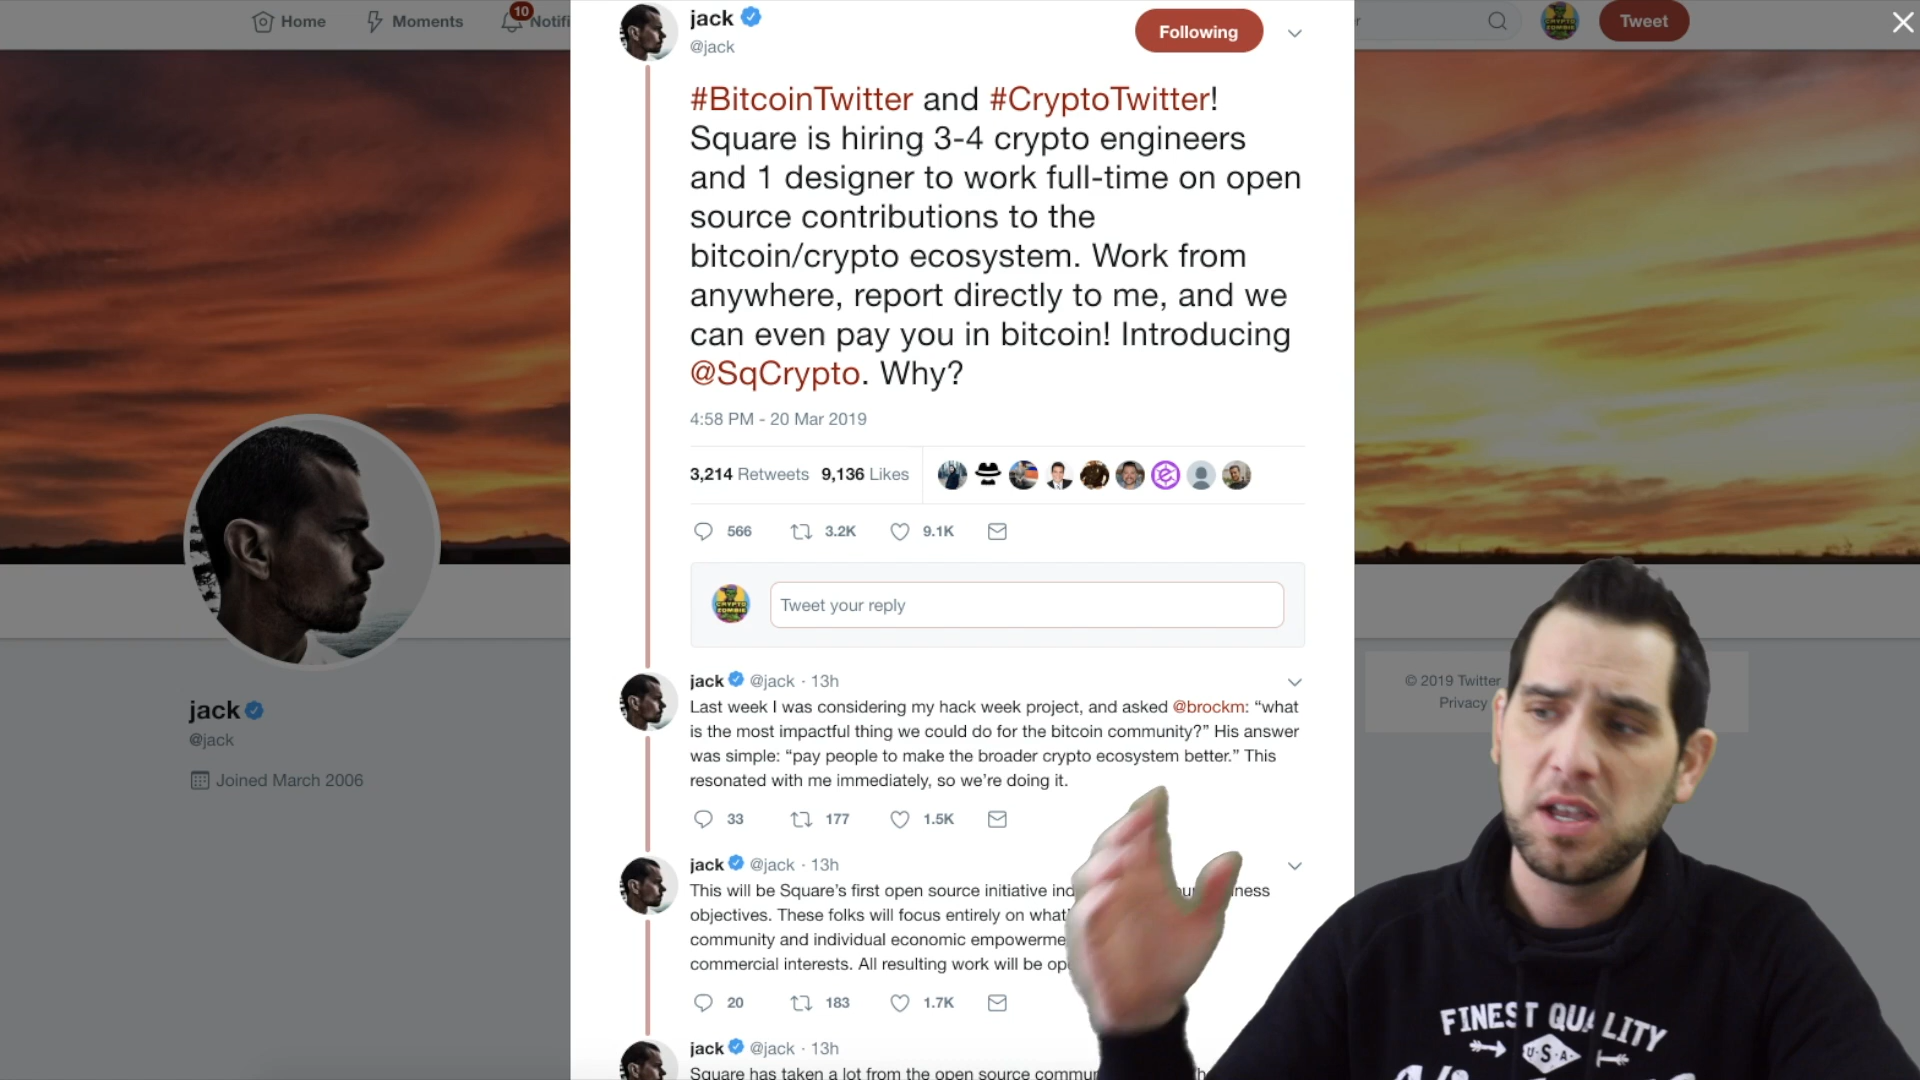 Home
Moments
10
Notifi
Tweet
jack
@jack
Following
#BitcoinTwitter and #CryptoTwitter!
Square is hiring 3-4 crypto engineers
and 1 designer to work full-time on open
source contributions to the
bitcoin/crypto ecosystem. Work from
anywhere, report directly to me, and we
can even pay you in bitcoin! Introducing
@SqCrypto. Why?
4:58 PM - 20 Mar 2019
3,214 Retweets 9,136 Likes
566 3.2K 9.1K
CRYPTO
ZOMBIE
Tweet your reply
jack @jack · 13h
Last week I was considering my hack week project, and asked @brockm: “what
is the most impactful thing we could do for the bitcoin community?” His answer
was simple: “pay people to make the broader crypto ecosystem better.” This
resonated with me immediately, so we’re doing it.
33 177 1.5K
jack @jack · 13h
This will be Square’s first open source initiative ind
objectives. These folks will focus entirely on what’
community and individual economic empowerme
commercial interests. All resulting work will be op
20 183 1.7K
jack @jack · 13h
Square has taken a lot from the open source commun
jack
@jack
Joined March 2006
© 2019 Twitter
Privacy
FINEST QUALITY
U·S·A